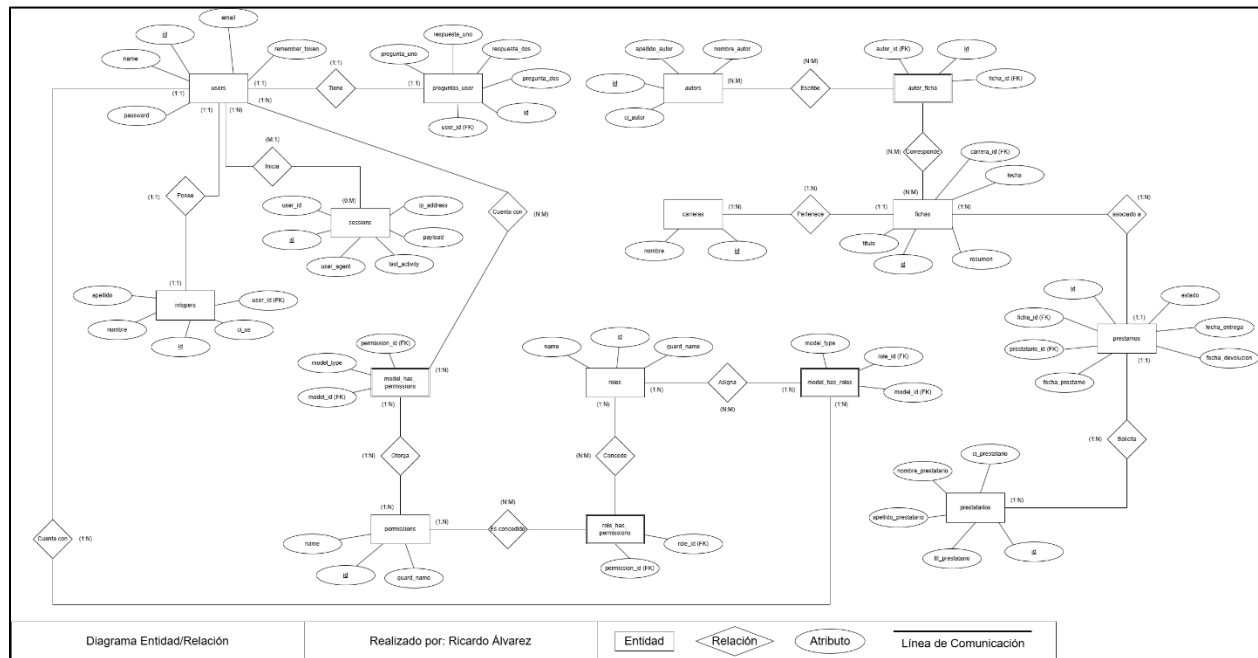 email
id
remember_token
name
users
password
(1:1)
(1:1)
(1:N)
(1:1)
(1:N)
(1:1)
Tiene
(1:1)
respuesta_uno
pregunta_uno
respuesta_dos
pregunta_dos
preguntas_user
user_id (FK)
id
apellido_autor
nombre_autor
id
autors
ci_autor
(N:M)
(N:M)
Escribe
autor_id (FK)
id
ficha_id (FK)
autor_ficha
(N:M)
Corresponde
(N:M)
carrera_id (FK)
fecha
fichas
titulo
id
resumen
(1:1)
(1:N)
carreras
nombre
id
(1:N)
(1:N)
Pertenece
(1:N)
asociado a
(1:1)
(M:1)
Inicia
(0:M)
user_id
ip_address
id
sessions
payload
user_agent
last_activity
(1:1)
Posee
(1:1)
apellido
user_id (FK)
infopers
nombre
id
ci_us
Cuenta con
(N:M)
(1:N)
permission_id (FK)
model_type
model_has_
permissions
model_id (FK)
(1:N)
(1:N)
Otorga
(1:N)
permissions
name
id
guard_name
(1:N)
(N:M)
Es concedido
role_has_
permissions
role_id (FK)
permission_id (FK)
(N:M)
Concede
(1:N)
id
name
guard_name
roles
(1:N)
Asigna
(N:M)
(1:N)
model_type
role_id (FK)
model_has_roles
model_id (FK)
(1:N)
id
estado
ficha_id (FK)
fecha_entrega
prestamos
prestatario_id (FK)
fecha_devolucion
fecha_prestamo
(1:1)
(1:N)
Solicita
(1:N)
ci_prestatario
nombre_prestatario
prestatarios
apellido_prestatario
tlf_prestatario
id
Cuenta con
(1:N)
Diagrama Entidad/Relación
Realizado por: Ricardo Álvarez
Entidad
Relación
Atributo
Línea de Comunicación